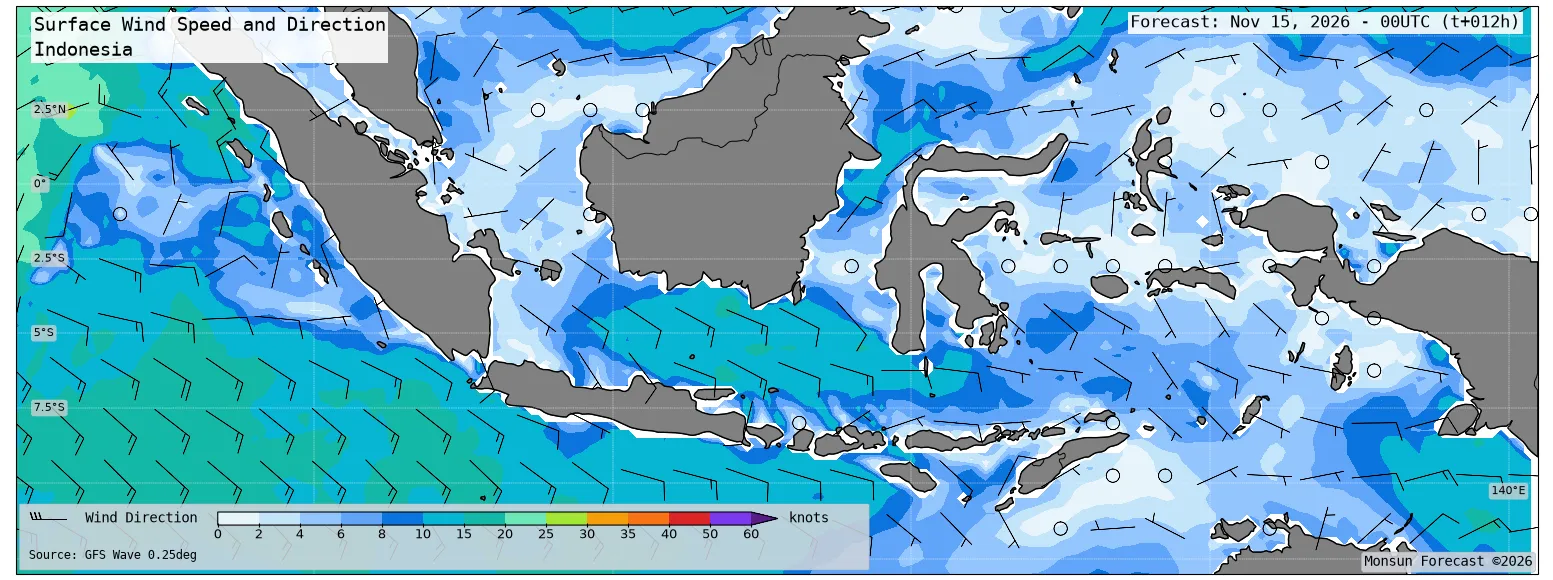 Surface Wind Speed and Direction
Indonesia
Forecast: Nov 15, 2026 - 00UTC (t+012h)
2.5°N
0°
2.5°S
5°S
7.5°S
140°E
Wind Direction
0 2 4 6 8 10 12 15 20 25 30 35 40 50 60
knots
Source: GFS Wave 0.25deg
Monsun Forecast ©2026